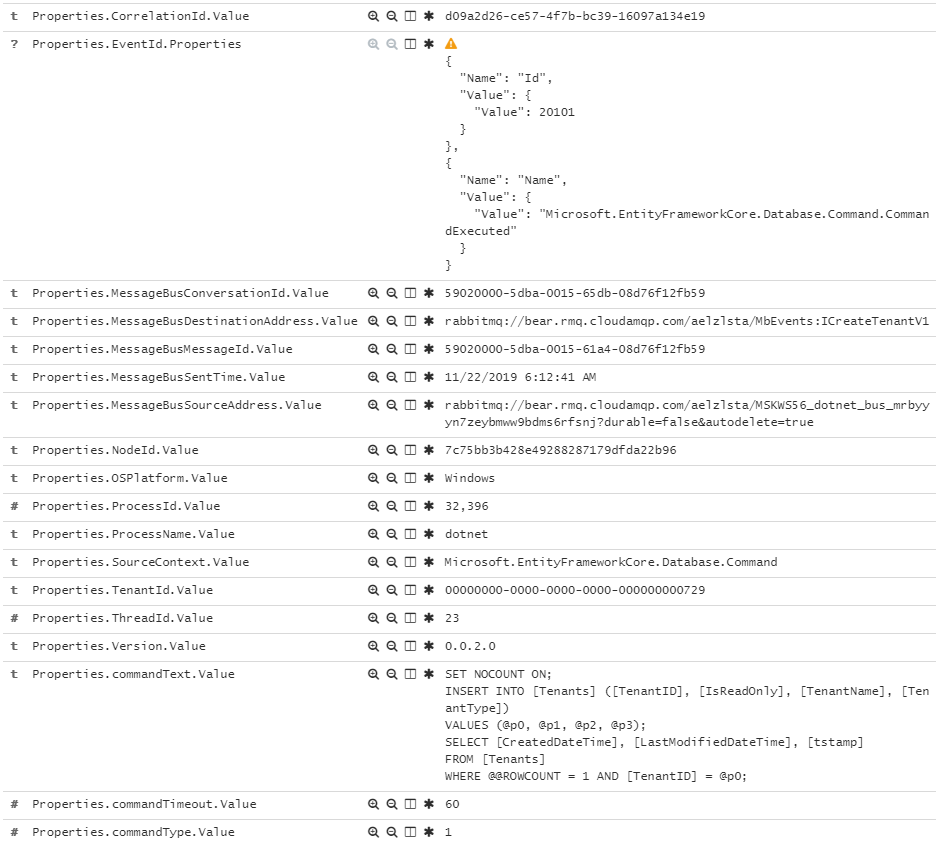 t Properties.CorrelationId.Value d09a2d26-ce57-4f7b-bc39-16097a134e19
? Properties.EventId.Properties
{
"Name": "Id",
"Value": {
"Value": 20101
}
},
{
"Name": "Name",
"Value": {
"Value": "Microsoft.EntityFrameworkCore.Database.Command.Comman
dExecuted"
}
}
t Properties.MessageBusConversationId.Value 59020000-5dba-0015-65db-08d76f12fb59
t Properties.MessageBusDestinationAddress.Value rabbitmq://bear.rmq.cloudamqp.com/aelzlsta/MbEvents:ICreateTenantV1
t Properties.MessageBusMessageId.Value 59020000-5dba-0015-61a4-08d76f12fb59
t Properties.MessageBusSentTime.Value 11/22/2019 6:12:41 AM
t Properties.MessageBusSourceAddress.Value rabbitmq://bear.rmq.cloudamqp.com/aelzlsta/MSKWS56_dotnet_bus_mrbyy
yn7zeybmww9bdms6rfsnj?durable=false&autodelete=true
t Properties.NodeId.Value 7c75bb3b428e49288287179dfda22b96
t Properties.OSPlatform.Value Windows
# Properties.ProcessId.Value 32,396
t Properties.ProcessName.Value dotnet
t Properties.SourceContext.Value Microsoft.EntityFrameworkCore.Database.Command
t Properties.TenantId.Value 00000000-0000-0000-0000-000000000729
# Properties.ThreadId.Value 23
t Properties.Version.Value 0.0.2.0
t Properties.commandText.Value SET NOCOUNT ON;
INSERT INTO [Tenants] ([TenantID], [IsReadOnly], [TenantName], [Ten
antType])
VALUES (@p0, @p1, @p2, @p3);
SELECT [CreatedDateTime], [LastModifiedDateTime], [tstamp]
FROM [Tenants]
WHERE @@ROWCOUNT = 1 AND [TenantID] = @p0;
# Properties.commandTimeout.Value 60
# Properties.commandType.Value 1